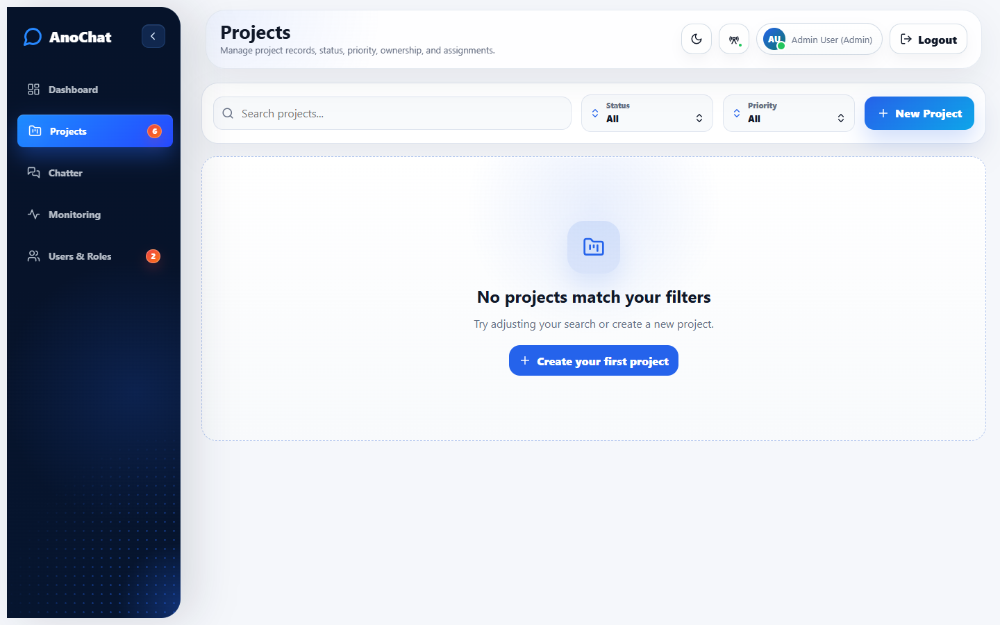 AnoChat
Dashboard
Projects 6
Chatter
Monitoring
Users & Roles 2
Projects
Manage project records, status, priority, ownership, and assignments.
AU Admin User (Admin)
Logout
Search projects...
Status
All
Priority
All
New Project
No projects match your filters
Try adjusting your search or create a new project.
Create your first project